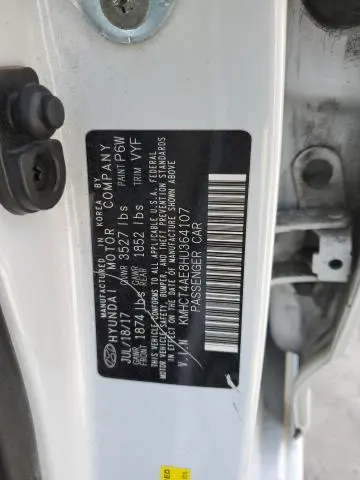 MANUFACTURED IN KOREA BY
HYUNDAI MOTOR COMPANY
JUL/18/17 GVWR 3527 lbs PAINT P6W
GAWR FRONT 1874 lbs GAWR REAR 1852 lbs TRIM VYF
THIS VEHICLE CONFORMS TO ALL APPLICABLE U.S.A. FEDERAL
MOTOR VEHICLE SAFETY, BUMPER, AND THEFT PREVENTION
STANDARDS IN EFFECT ON THE DATE OF MANUFACTURE SHOWN ABOVE.
V.I.N KMHCT4AE8HU364107
PASSENGER CAR